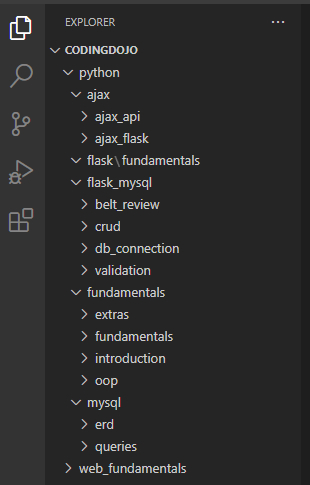 EXPLORER
CODINGDOJO
python
ajax
ajax_api
ajax_flask
flask\fundamentals
flask_mysql
belt_review
crud
db_connection
validation
fundamentals
extras
fundamentals
introduction
oop
mysql
erd
queries
web_fundamentals